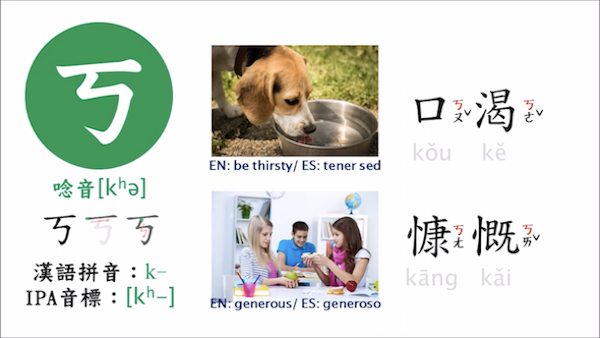 ㄎ
唸音[kʰə]
ㄎ ㄎ ㄎ
漢語拼音：k-
IPA音標：[kʰ-]
EN: be thirsty/ ES: tener sed
口ㄎㄡˇ 渴ㄎㄜˇ
kǒu kě
EN: generous/ ES: generoso
慷ㄎㄤ 慨ㄎㄞˇ
kāng kǎi